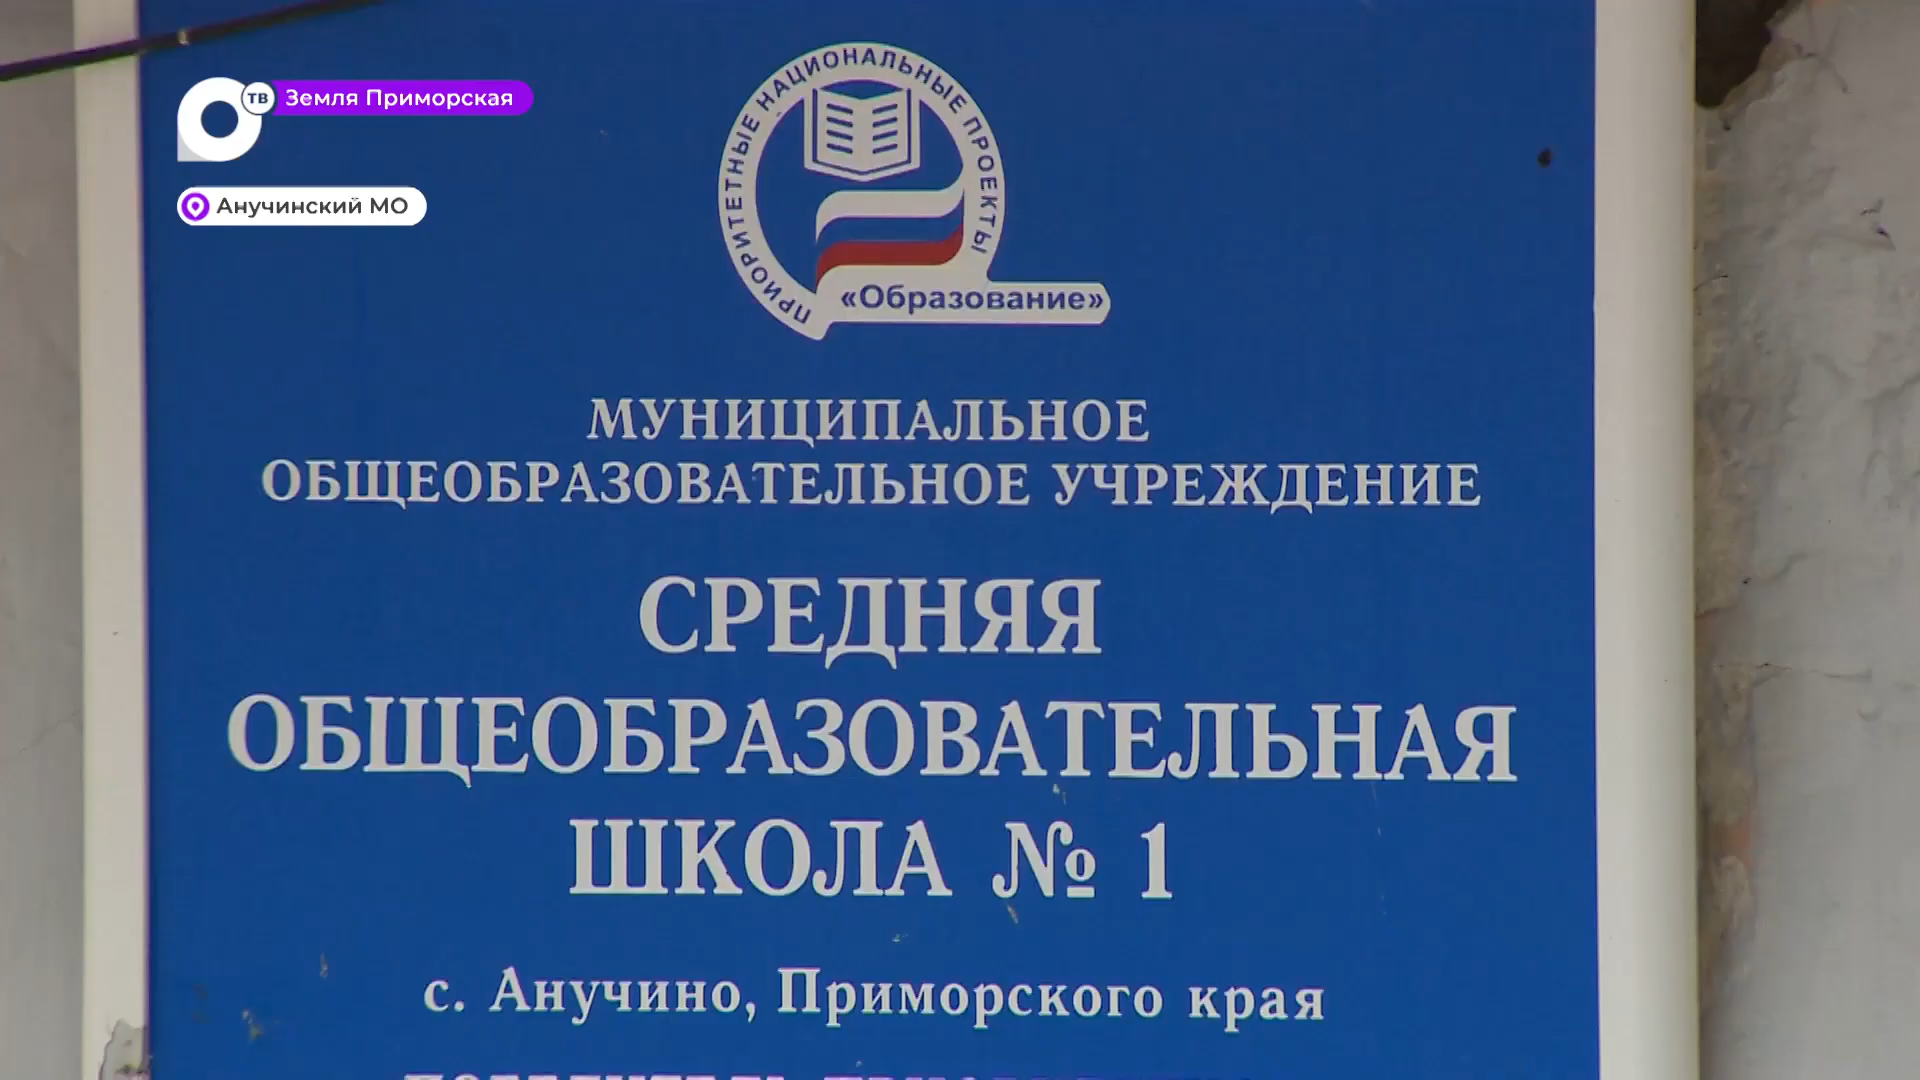 ТВ
Земля Приморская
Анучинский МО
ПРИОРИТЕТНЫЕ НАЦИОНАЛЬНЫЕ ПРОЕКТЫ
«Образование»
МУНИЦИПАЛЬНОЕ
ОБЩЕОБРАЗОВАТЕЛЬНОЕ УЧРЕЖДЕНИЕ
СРЕДНЯЯ
ОБЩЕОБРАЗОВАТЕЛЬНАЯ
ШКОЛА № 1
с. Анучино, Приморского края